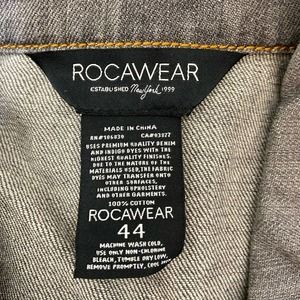 ROCAWEAR
ESTABLISHED New York 1999
MADE IN CHINA
RN#106830 CA#03827
USES PREMIUM QUALITY DENIM
AND INDIGO DYES WITH THE
HIGHEST QUALITY FINISHES.
DUE TO THE NATURE OF THE
MATERIALS USED, THE FABRIC
DYES MAY TRANSFER ONTO OTHER
SURFACES,
INCLUDING UPHOLSTERY
AND OTHER GARMENTS.
100% COTTON
ROCAWEAR
44
MACHINE WASH COLD,
USE ONLY NON-CHLORINE
BLEACH, TUMBLE DRY LOW,
REMOVE PROMPTLY,